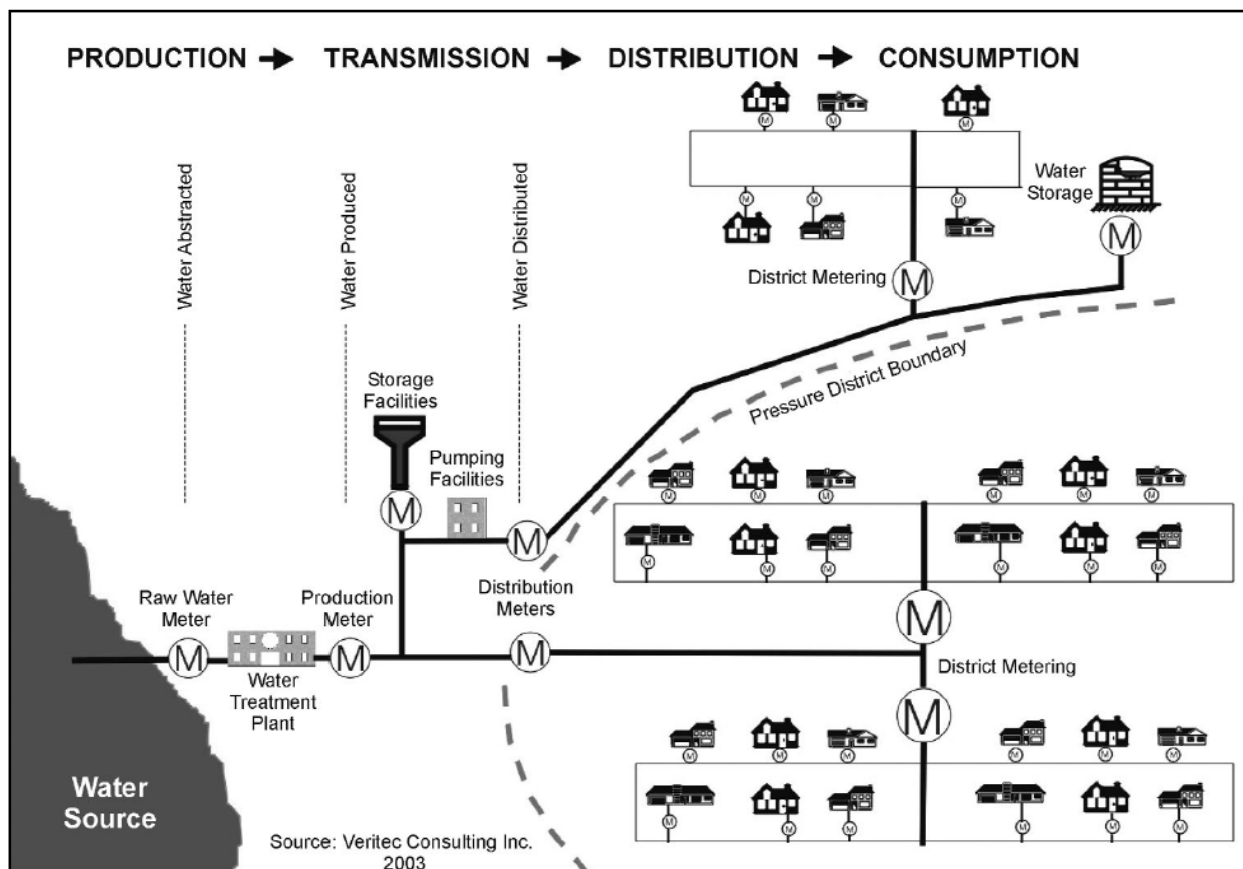 PRODUCTION → TRANSMISSION → DISTRIBUTION → CONSUMPTION
Water Abstracted
Water Produced
Water Distributed
M
M
M
Water
Storage
M
M
M
M
M
District Metering
M
Pressure District Boundary
Storage
Facilities
M
Pumping
Facilities
M
Distribution
Meters
M
Raw Water
Meter
M
Water
Treatment
Plant
Production
Meter
M
M
M
M
M
M
M
M
M
M
M
M
M
M
District Metering
M
M
M
M
M
M
M
M
M
M
M
M
M
M
Water
Source
Source: Veritec Consulting Inc.
2003